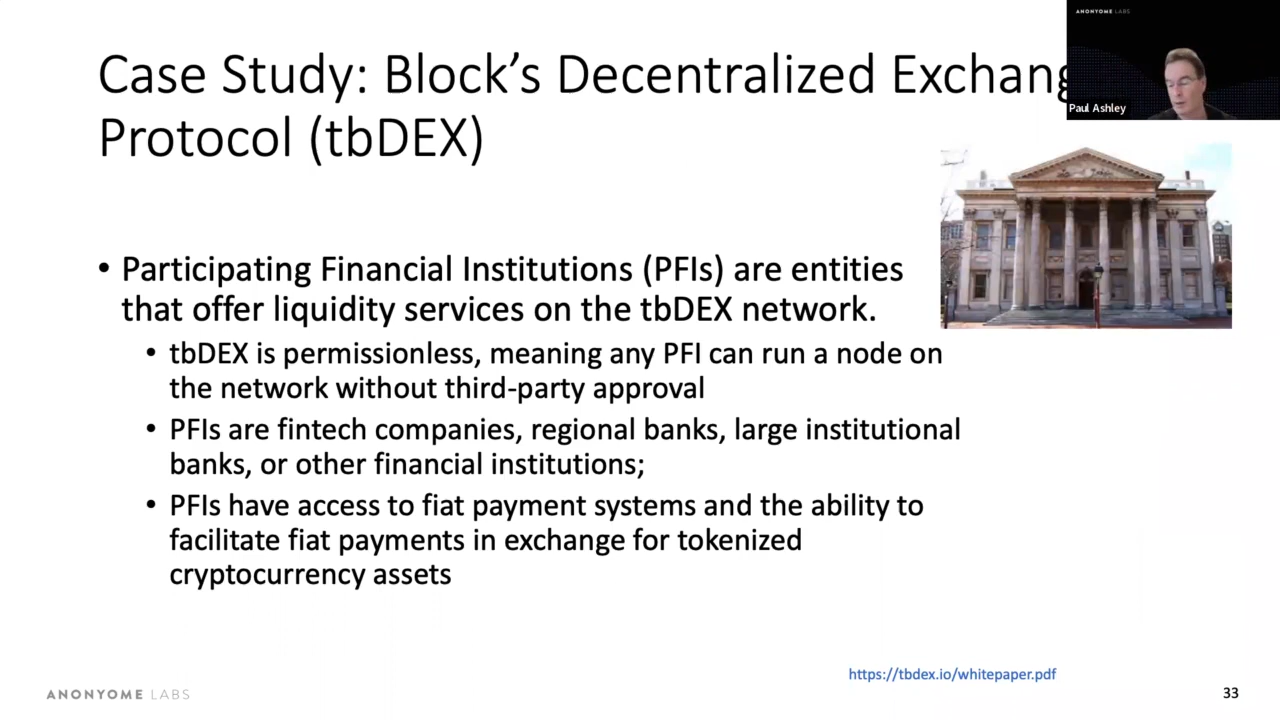 ANONYOME LABS
Case Study: Block's Decentralized Exchang
Paul Ashley
Protocol (tbDEX)
• Participating Financial Institutions (PFIs) are entities
that offer liquidity services on the tbDEX network.
• tbDEX is permissionless, meaning any PFI can run a node on
the network without third-party approval
• PFIs are fintech companies, regional banks, large institutional
banks, or other financial institutions;
• PFIs have access to fiat payment systems and the ability to
facilitate fiat payments in exchange for tokenized
cryptocurrency assets
https://tbdex.io/whitepaper.pdf
ANONYOME LABS
33